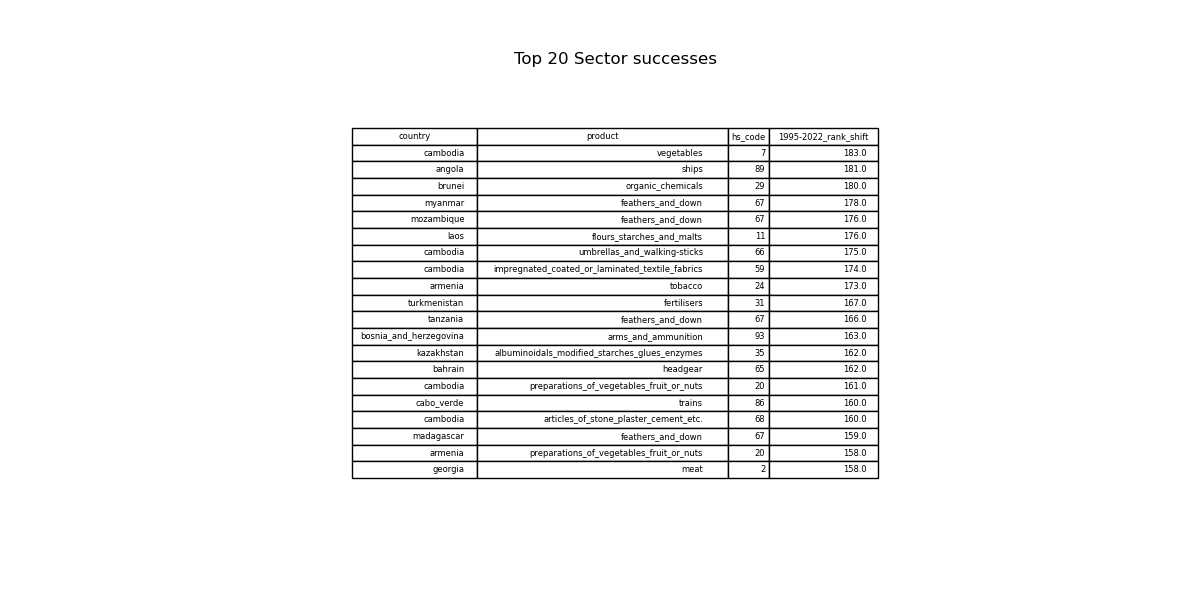 Top 20 Sector successes
country product hs_code 1995-2022_rank_shift
cambodia vegetables 7 183.0
angola ships 89 181.0
brunei organic_chemicals 29 180.0
myanmar feathers_and_down 67 178.0
mozambique feathers_and_down 67 176.0
laos flours_starches_and_malts 11 176.0
cambodia umbrellas_and_walking-sticks 66 175.0
cambodia impregnated_coated_or_laminated_textile_fabrics 59 174.0
armenia tobacco 24 173.0
turkmenistan fertilisers 31 167.0
tanzania feathers_and_down 67 166.0
bosnia_and_herzegovina arms_and_ammunition 93 163.0
kazakhstan albuminoidals_modified_starches_glues_enzymes 35 162.0
bahrain headgear 65 162.0
cambodia preparations_of_vegetables_fruit_or_nuts 20 161.0
cabo_verde trains 86 160.0
cambodia articles_of_stone_plaster_cement_etc. 68 160.0
madagascar feathers_and_down 67 159.0
armenia preparations_of_vegetables_fruit_or_nuts 20 158.0
georgia meat 2 158.0